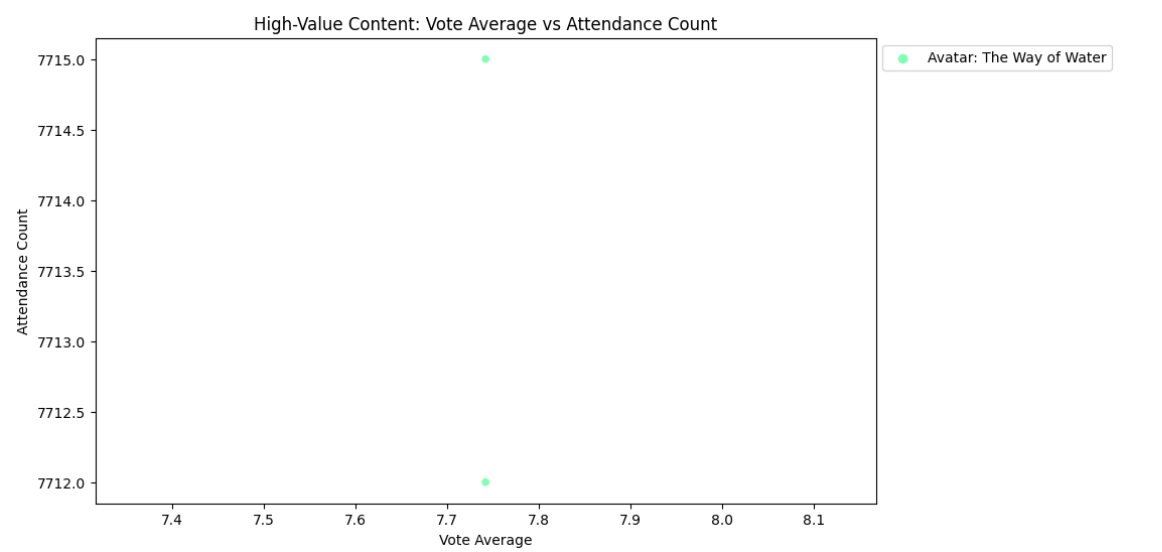 High-Value Content: Vote Average vs Attendance Count
7715.0
7714.5
7714.0
7713.5
7713.0
7712.5
7712.0
Attendance Count
7.4 7.5 7.6 7.7 7.8 7.9 8.0 8.1
Vote Average
Avatar: The Way of Water